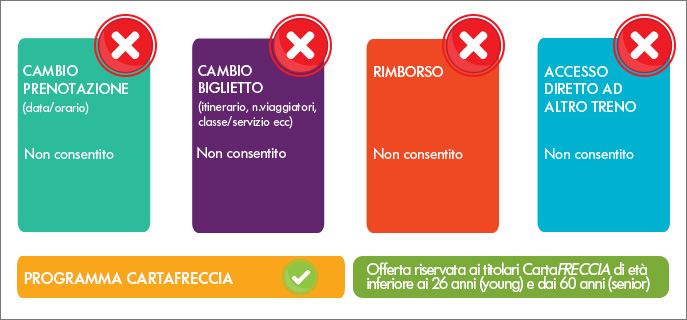 CAMBIO
PRENOTAZIONE
(data/orario)
Non consentito
CAMBIO
BIGLIETTO
(itinerario, n.viaggiatori,
classe/servizio ecc)
Non consentito
RIMBORSO
Non consentito
ACCESSO
DIRETTO AD
ALTRO TRENO
Non consentito
PROGRAMMA CARTAFRECCIA
Offerta riservata ai titolari CartaFRECCIA di età
inferiore ai 26 anni (young) e dai 60 anni (senior)